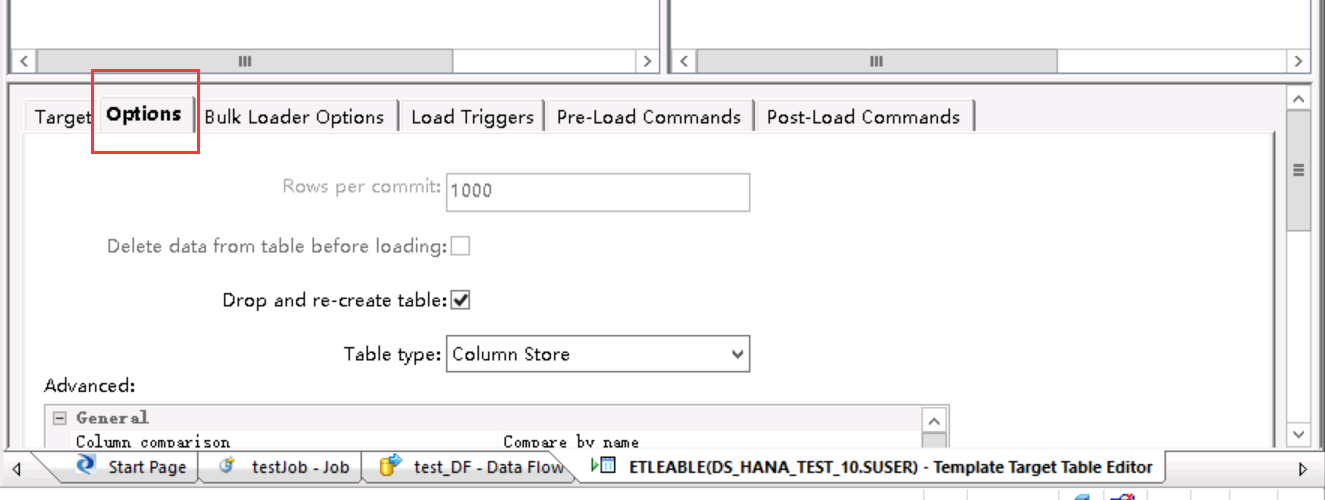 Target Options Bulk Loader Options Load Triggers Pre-Load Commands Post-Load Commands
Rows per commit: 1000
Delete data from table before loading:
Drop and re-create table:
Table type: Column Store
Advanced:
General
Column comparison Compare by name
Start Page testJob - Job test_DF - Data Flow ETLEABLE(DS_HANA_TEST_10.SUSER) - Template Target Table Editor